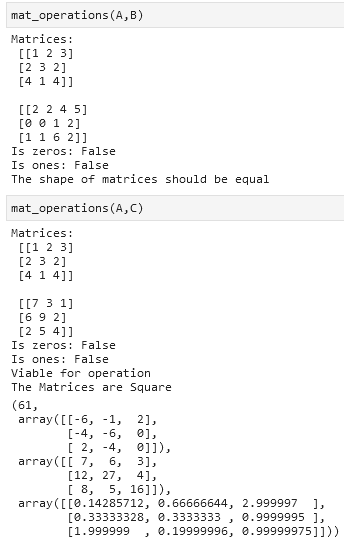 mat_operations(A,B)
Matrices:
[[1 2 3]
[2 3 2]
[4 1 4]]
[[2 2 4 5]
[0 0 1 2]
[1 1 6 2]]
Is zeros: False
Is ones: False
The shape of matrices should be equal
mat_operations(A,C)
Matrices:
[[1 2 3]
[2 3 2]
[4 1 4]]
[[7 3 1]
[6 9 2]
[2 5 4]]
Is zeros: False
Is ones: False
Viable for operation
The Matrices are Square
(61,
array([[-6, -1,  2],
[-4, -6,  0],
[ 2, -4,  0]]),
array([[ 7,  6,  3],
[12, 27,  4],
[ 8,  5, 16]]),
array([[0.14285712, 0.66666644, 2.999997  ],
[0.33333328, 0.3333333 , 0.9999995 ],
[1.999999  , 0.19999996, 0.99999975]]))